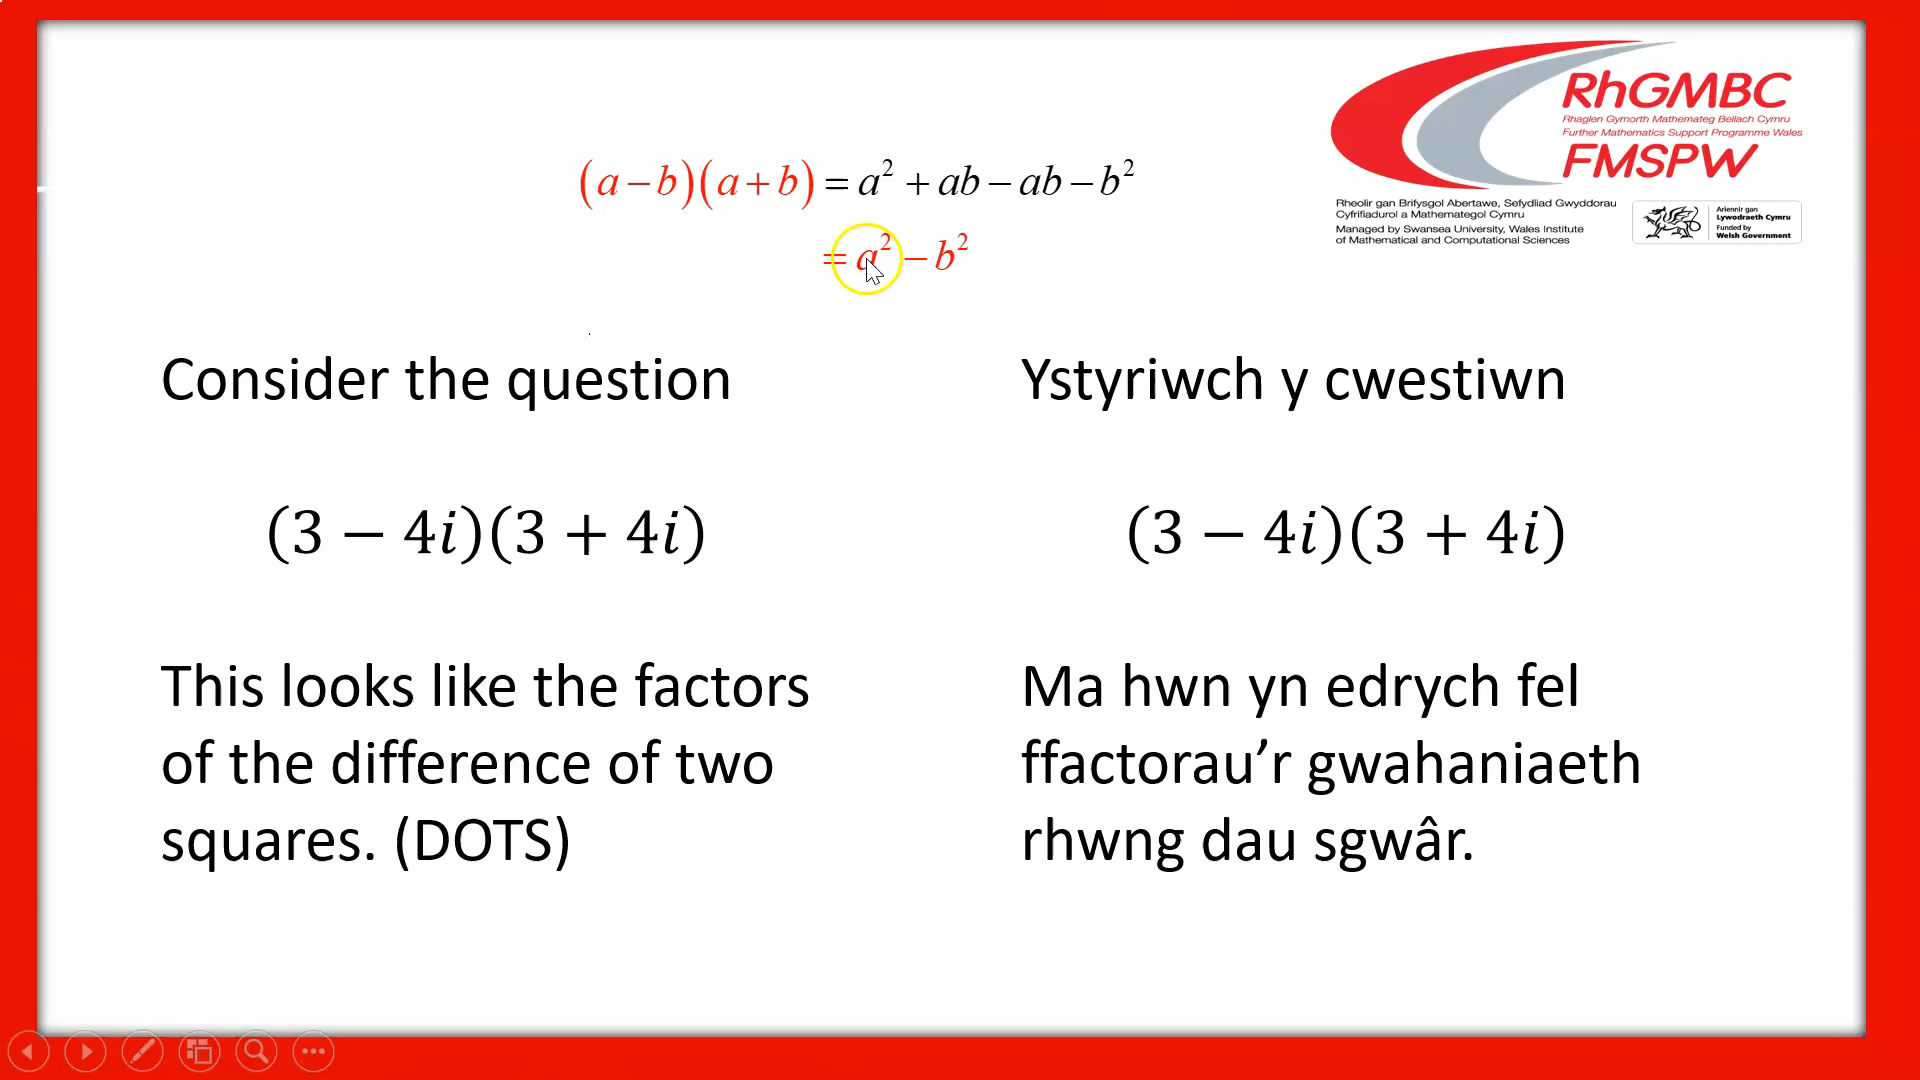 RhGMBC
Rhaglen Gymorth Mathemateg Bellach Cymru
Further Mathematics Support Programme Wales
FMSPW
Rheolir gan Brifysgol Abertawe, Sefydliad Gwyddorau
Cyfrifiadurol a Mathemategol Cymru
Managed by Swansea University, Wales Institute
of Mathematical and Computational Sciences
Ariennir gan
Lywodraeth Cymru
Funded by
Welsh Government
(a − b)(a + b) = a² + ab − ab − b²
= a² − b²
Consider the question
(3 − 4i)(3 + 4i)
This looks like the factors
of the difference of two
squares. (DOTS)
Ystyriwch y cwestiwn
(3 − 4i)(3 + 4i)
Ma hwn yn edrych fel
ffactorau’r gwahaniaeth
rhwng dau sgwâr.